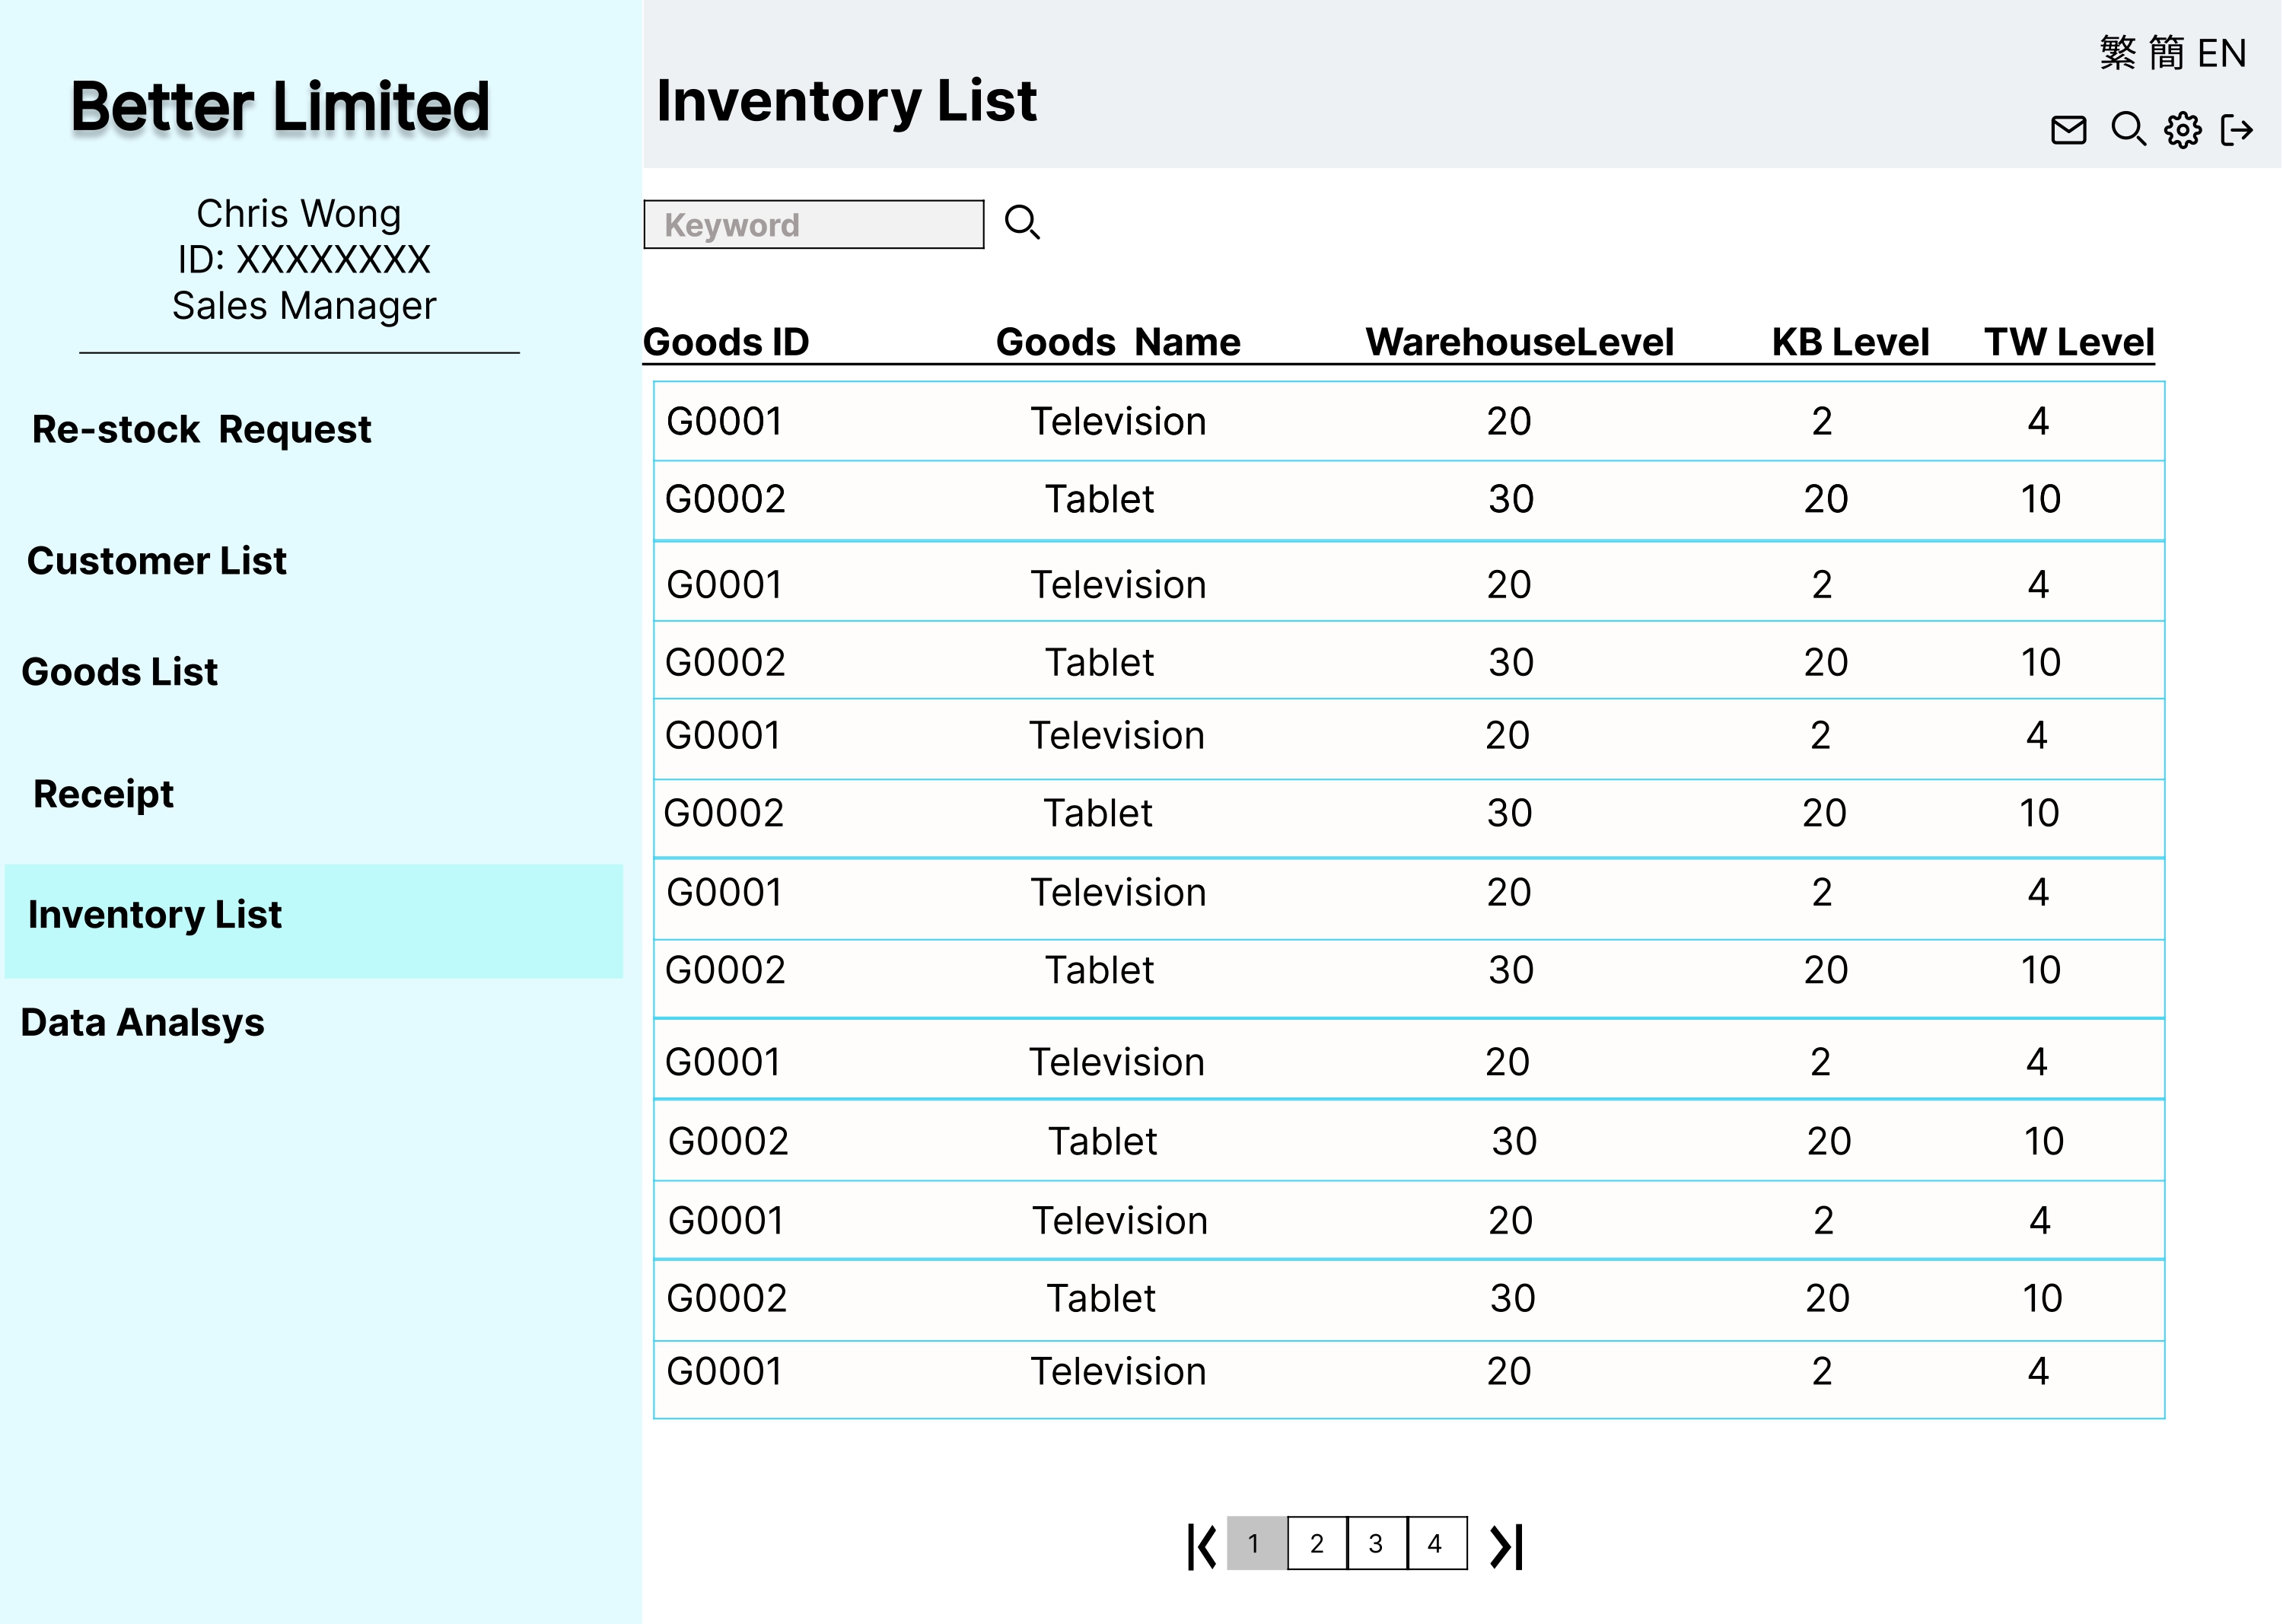 Better Limited
Chris Wong
ID: XXXXXXXX
Sales Manager
Re-stock Request
Customer List
Goods List
Receipt
Inventory List
Data Analsys
繁 簡 EN
Inventory List
Keyword
Goods ID Goods Name WarehouseLevel KB Level TW Level
G0001 Television 20 2 4
G0002 Tablet 30 20 10
G0001 Television 20 2 4
G0002 Tablet 30 20 10
G0001 Television 20 2 4
G0002 Tablet 30 20 10
G0001 Television 20 2 4
G0002 Tablet 30 20 10
G0001 Television 20 2 4
G0002 Tablet 30 20 10
G0001 Television 20 2 4
G0002 Tablet 30 20 10
G0001 Television 20 2 4
1 2 3 4